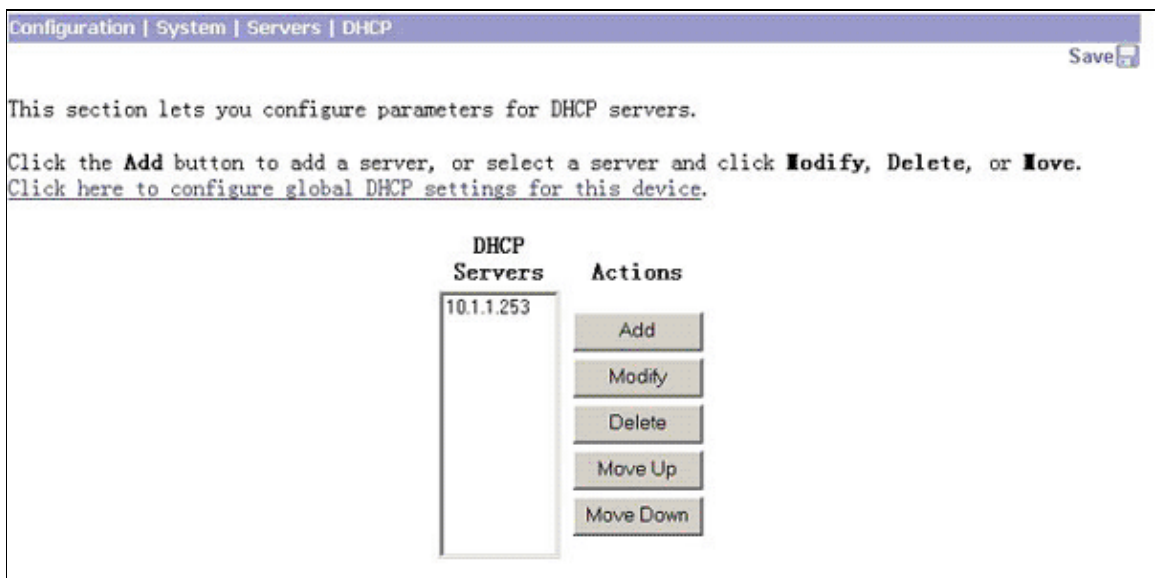 Configuration | System | Servers | DHCP
Save
This section lets you configure parameters for DHCP servers.
Click the Add button to add a server, or select a server and click Modify, Delete, or Move.
Click here to configure global DHCP settings for this device.
DHCP
Servers
Actions
10.1.1.253
Add
Modify
Delete
Move Up
Move Down